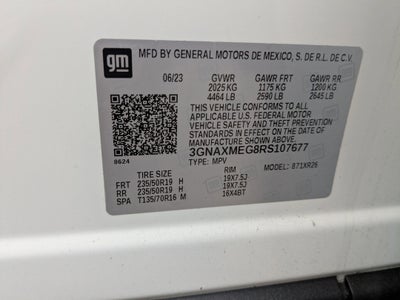 gm
MFD BY GENERAL MOTORS DE MEXICO, S. DE R.L. DE C.V.
06/23 GVWR GAWR FRT GAWR RR
2025 KG 1175 KG 1200 KG
4464 LB 2590 LB 2645 LB
THIS VEHICLE CONFORMS TO ALL
APPLICABLE U.S. FEDERAL MOTOR
VEHICLE SAFETY AND THEFT PREVENTION
STANDARDS IN EFFECT ON THE DATE OF
MANUFACTURE SHOWN ABOVE.
3GNAXMEG8RS107677
8624 TYPE: MPV MODEL: 871XR26
TIRE SIZE RIM
FRT 235/50R19 H 19X7.5J
RR 235/50R19 H 19X7.5J
SPA T135/70R16 M 16X4BT